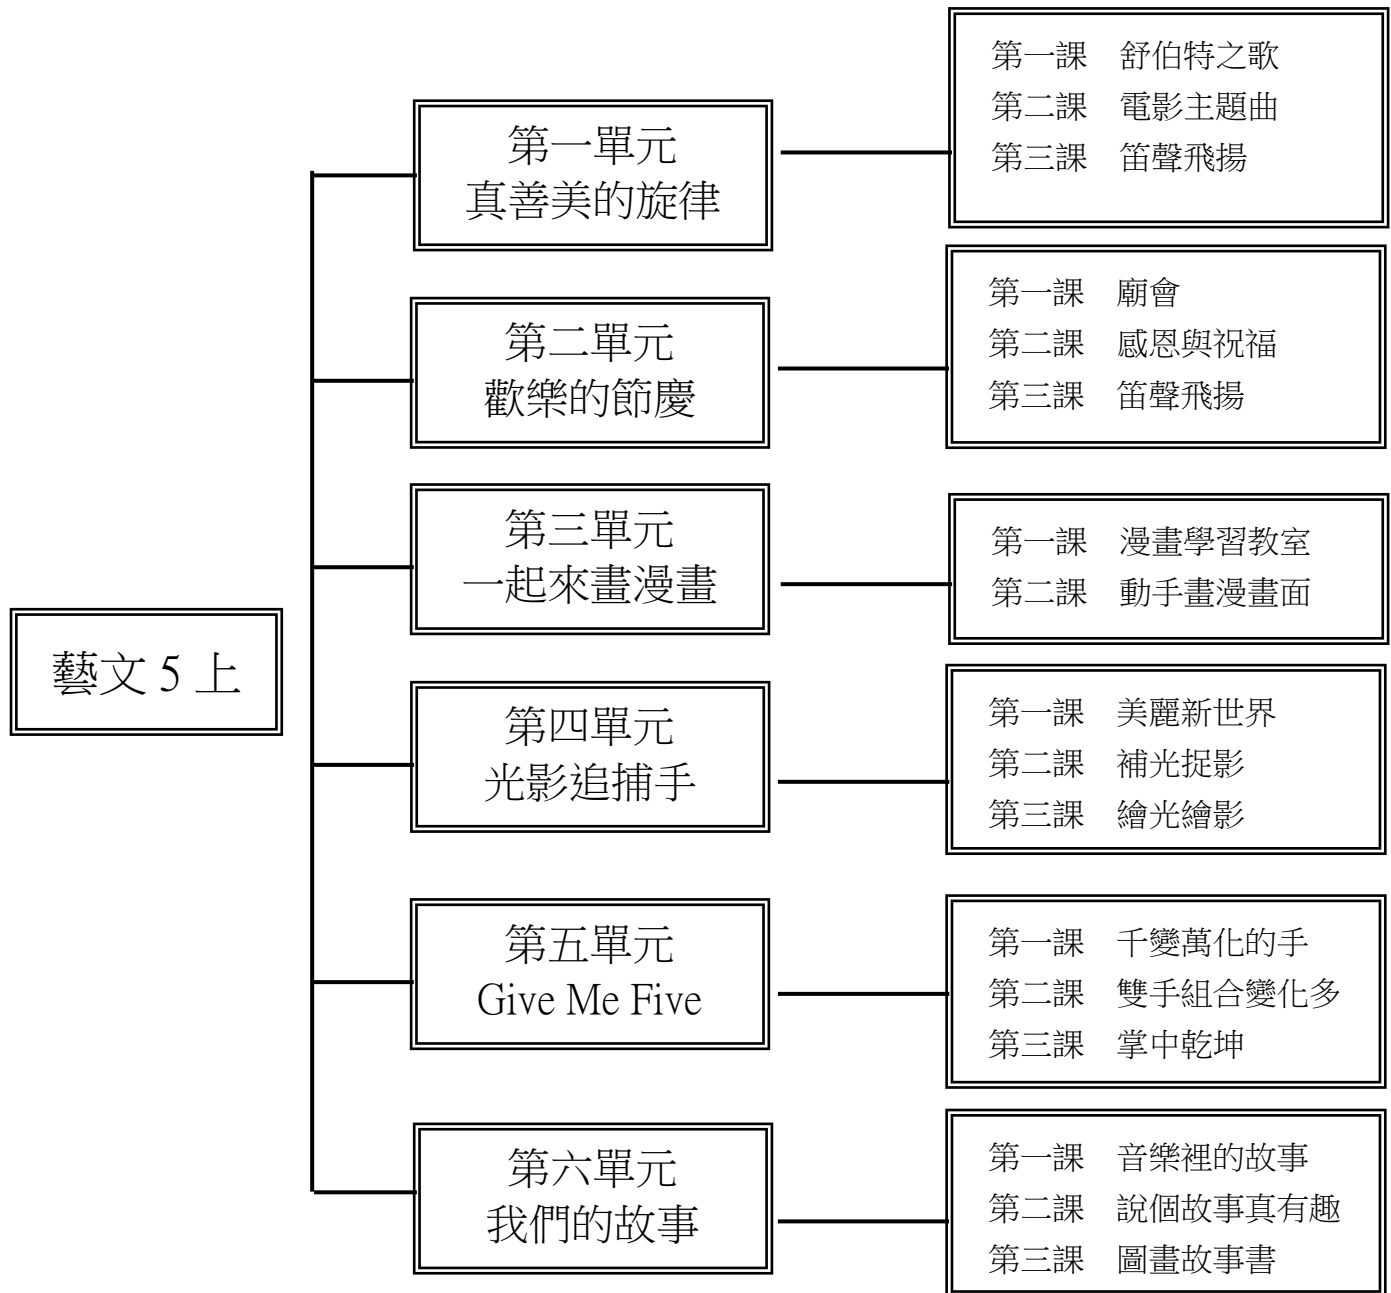 藝文 5 上
第一單元
真善美的旋律
第一課　舒伯特之歌
第二課　電影主題曲
第三課　笛聲飛揚
第二單元
歡樂的節慶
第一課　廟會
第二課　感恩與祝福
第三課　笛聲飛揚
第三單元
一起來畫漫畫
第一課　漫畫學習教室
第二課　動手畫漫畫面
第四單元
光影追捕手
第一課　美麗新世界
第二課　補光捉影
第三課　繪光繪影
第五單元
Give Me Five
第一課　千變萬化的手
第二課　雙手組合變化多
第三課　掌中乾坤
第六單元
我們的故事
第一課　音樂裡的故事
第二課　說個故事真有趣
第三課　圖畫故事書